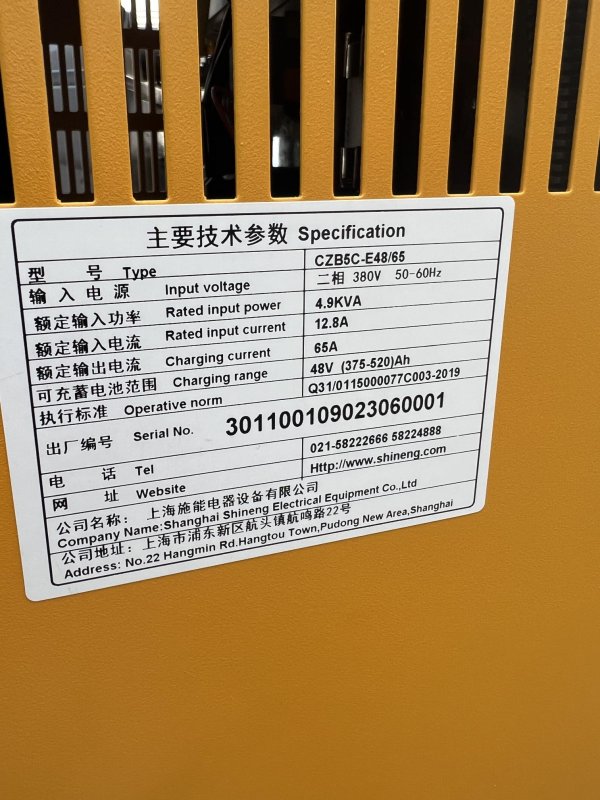 主要技术参数 Specification
型 号 Type CZB5C-E48/65
输入电源 Input voltage 二相 380V 50-60Hz
额定输入功率 Rated input power 4.9KVA
额定输入电流 Rated input current 12.8A
额定输出电流 Charging current 65A
可充蓄电池范围 Charging range 48V (375-520)Ah
执行标准 Operative norm Q31/0115000077C003-2019
出厂编号 Serial No. 301100109023060001
电 话 Tel 021-58222666 58224888
网 址 Website Http://www.shineng.com
公司名称：上海施能电器设备有限公司
Company Name:Shanghai Shineng Electrical Equipment Co.,Ltd
公司地址：上海市浦东新区航头镇航鸣路22号
Address: No.22 Hangmin Rd.Hangtou Town,Pudong New Area,Shanghai